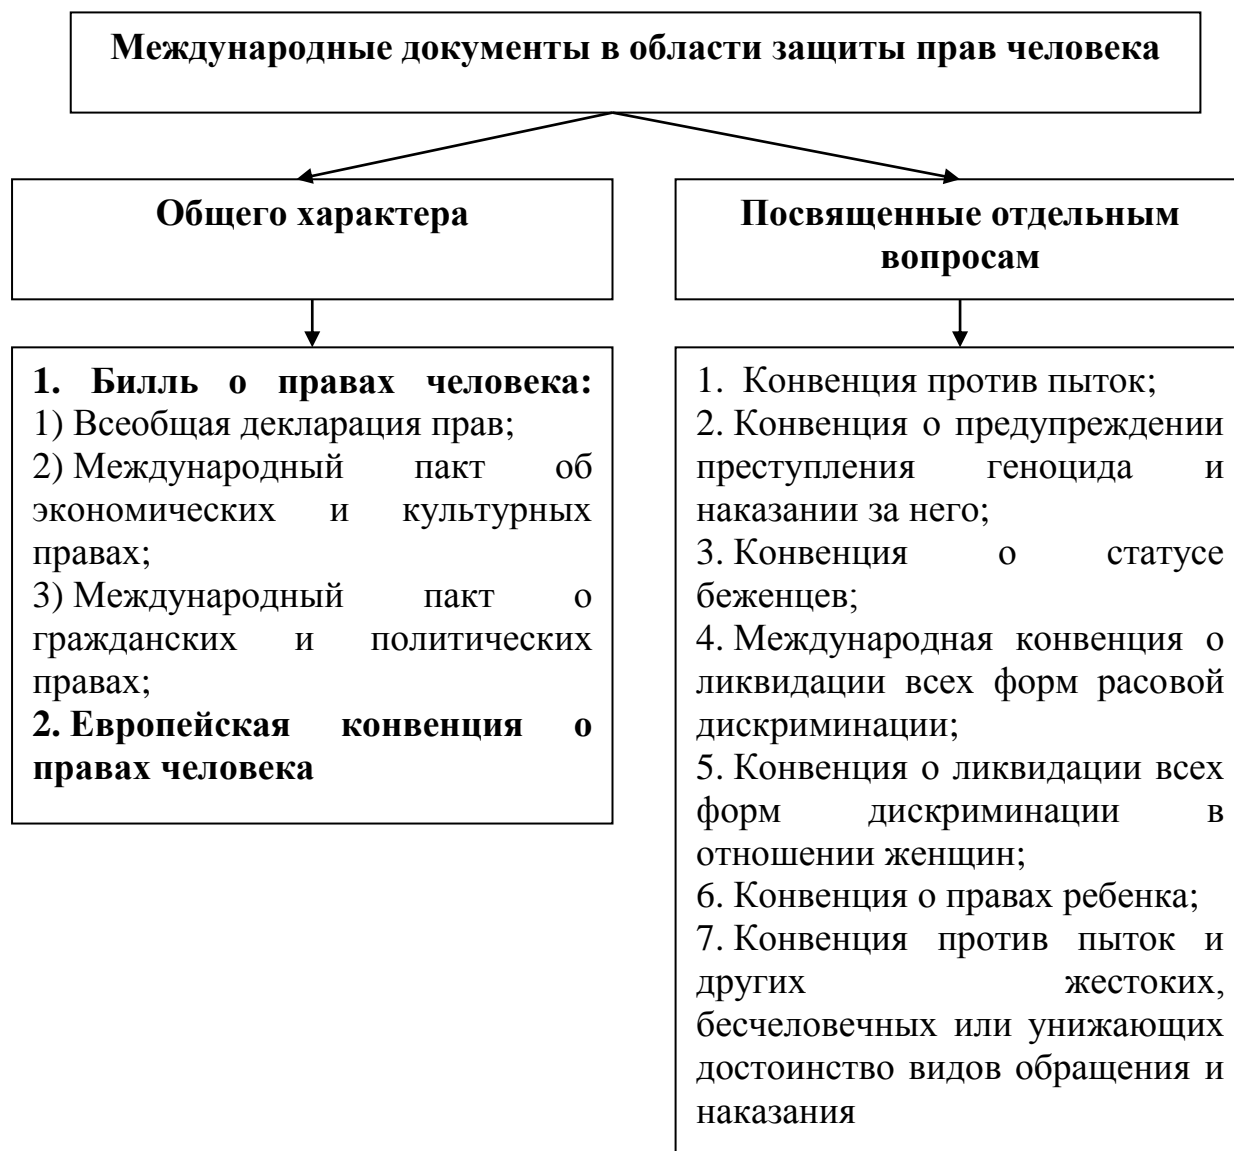 Международные документы в области защиты прав человека
Общего характера
Посвященные отдельным
вопросам
1. Билль о правах человека:
1) Всеобщая декларация прав;
2) Международный пакт об
экономических и культурных
правах;
3) Международный пакт о
гражданских и политических
правах;
2. Европейская конвенция о
правах человека
1. Конвенция против пыток;
2. Конвенция о предупреждении
преступления геноцида и
наказании за него;
3. Конвенция о статусе
беженцев;
4. Международная конвенция о
ликвидации всех форм расовой
дискриминации;
5. Конвенция о ликвидации всех
форм дискриминации в
отношении женщин;
6. Конвенция о правах ребенка;
7. Конвенция против пыток и
других жестоких,
бесчеловечных или унижающих
достоинство видов обращения и
наказания